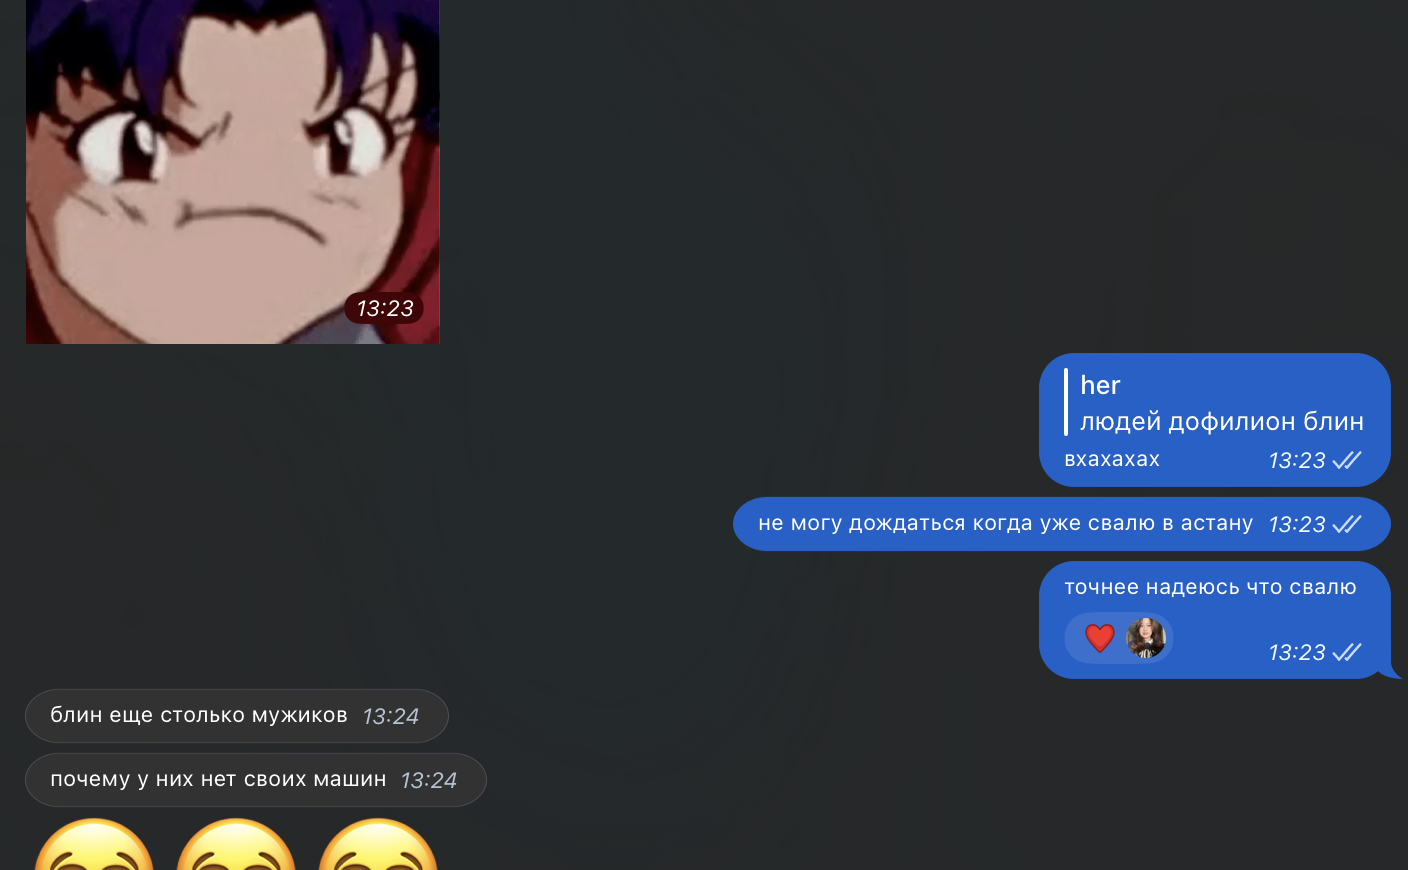 13:23
her
людей дофилион блин
вхахахах 13:23
не могу дождаться когда уже свалю в астану 13:23
точнее надеюсь что свалю
13:23
блин еще столько мужиков 13:24
почему у них нет своих машин 13:24